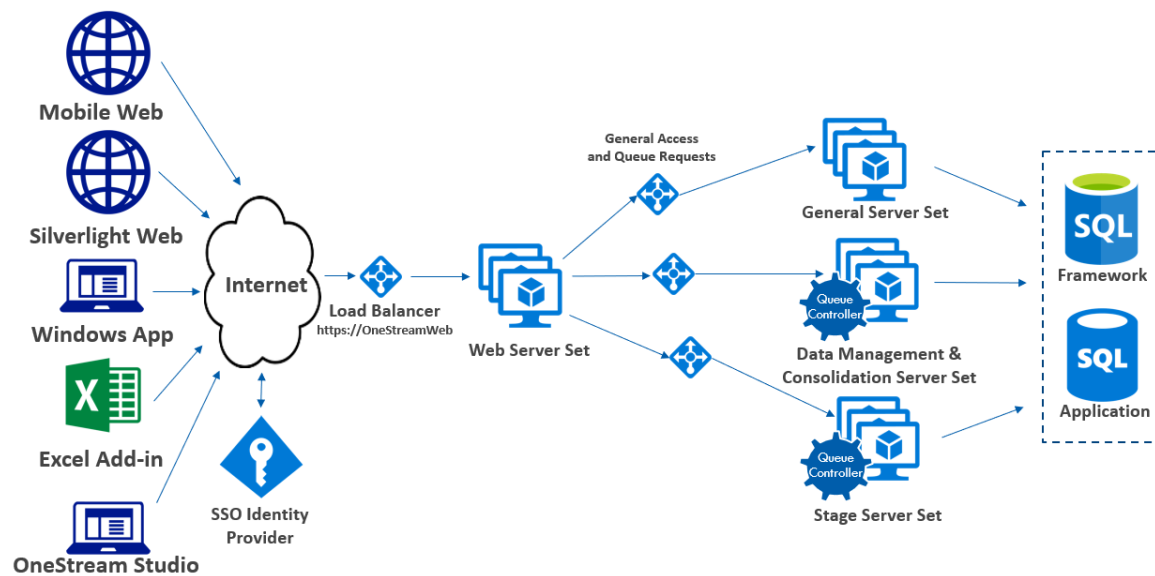 Mobile Web
Silverlight Web
Windows App
Excel Add-in
OneStream Studio
Internet
SSO Identity
Provider
Load Balancer
https://OneStreamWeb
Web Server Set
General Access
and Queue Requests
General Server Set
Queue
Controller
Data Management &
Consolidation Server Set
Queue
Controller
Stage Server Set
SQL
Framework
SQL
Application
X